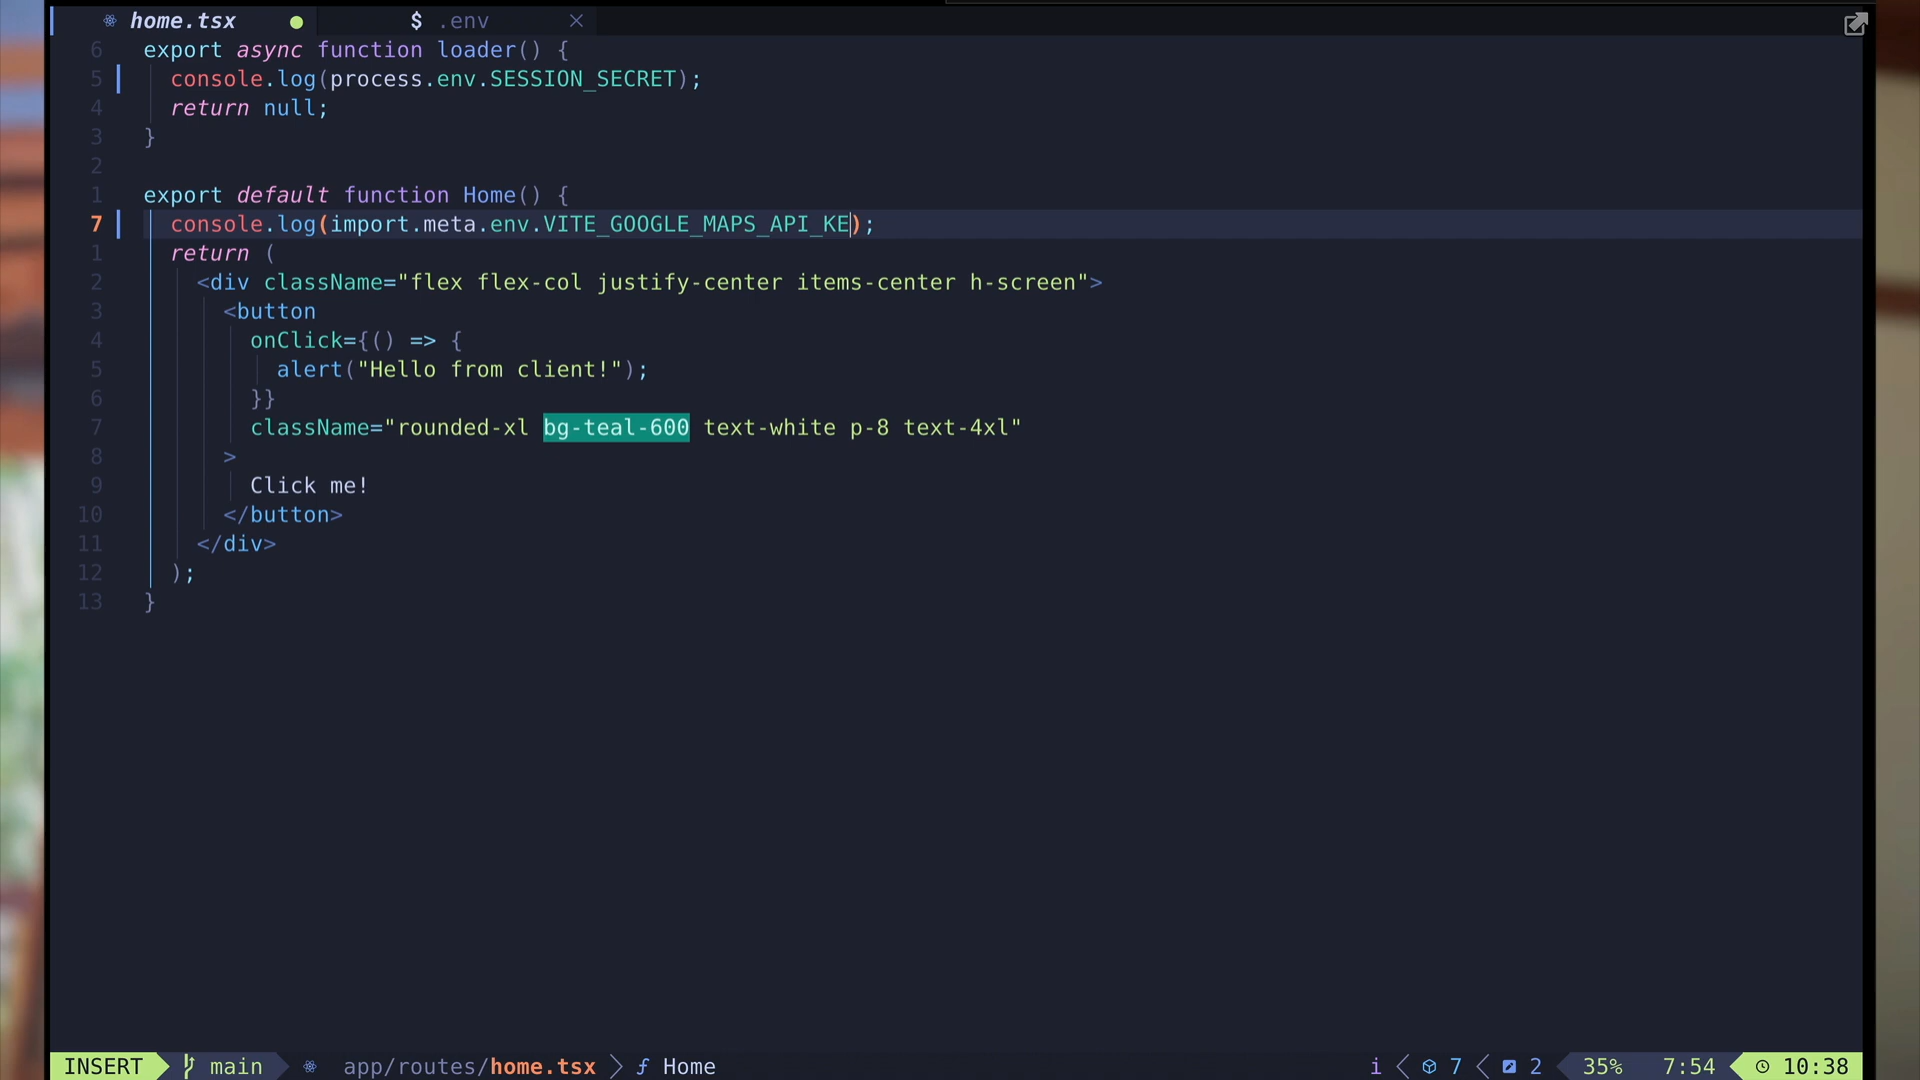 home.tsx $ .env
6 export async function loader() {
5 console.log(process.env.SESSION_SECRET);
4 return null;
3 }
2
1 export default function Home() {
7 console.log(import.meta.env.VITE_GOOGLE_MAPS_API_KE);
1 return (
2 <div className="flex flex-col justify-center items-center h-screen">
3 <button
4 onClick={() => {
5 alert("Hello from client!");
6 }}
7 className="rounded-xl bg-teal-600 text-white p-8 text-4xl"
8 >
9 Click me!
10 </button>
11 </div>
12 );
13 }
INSERT main app/routes/home.tsx ƒ Home i 7 2 35% 7:54 10:38